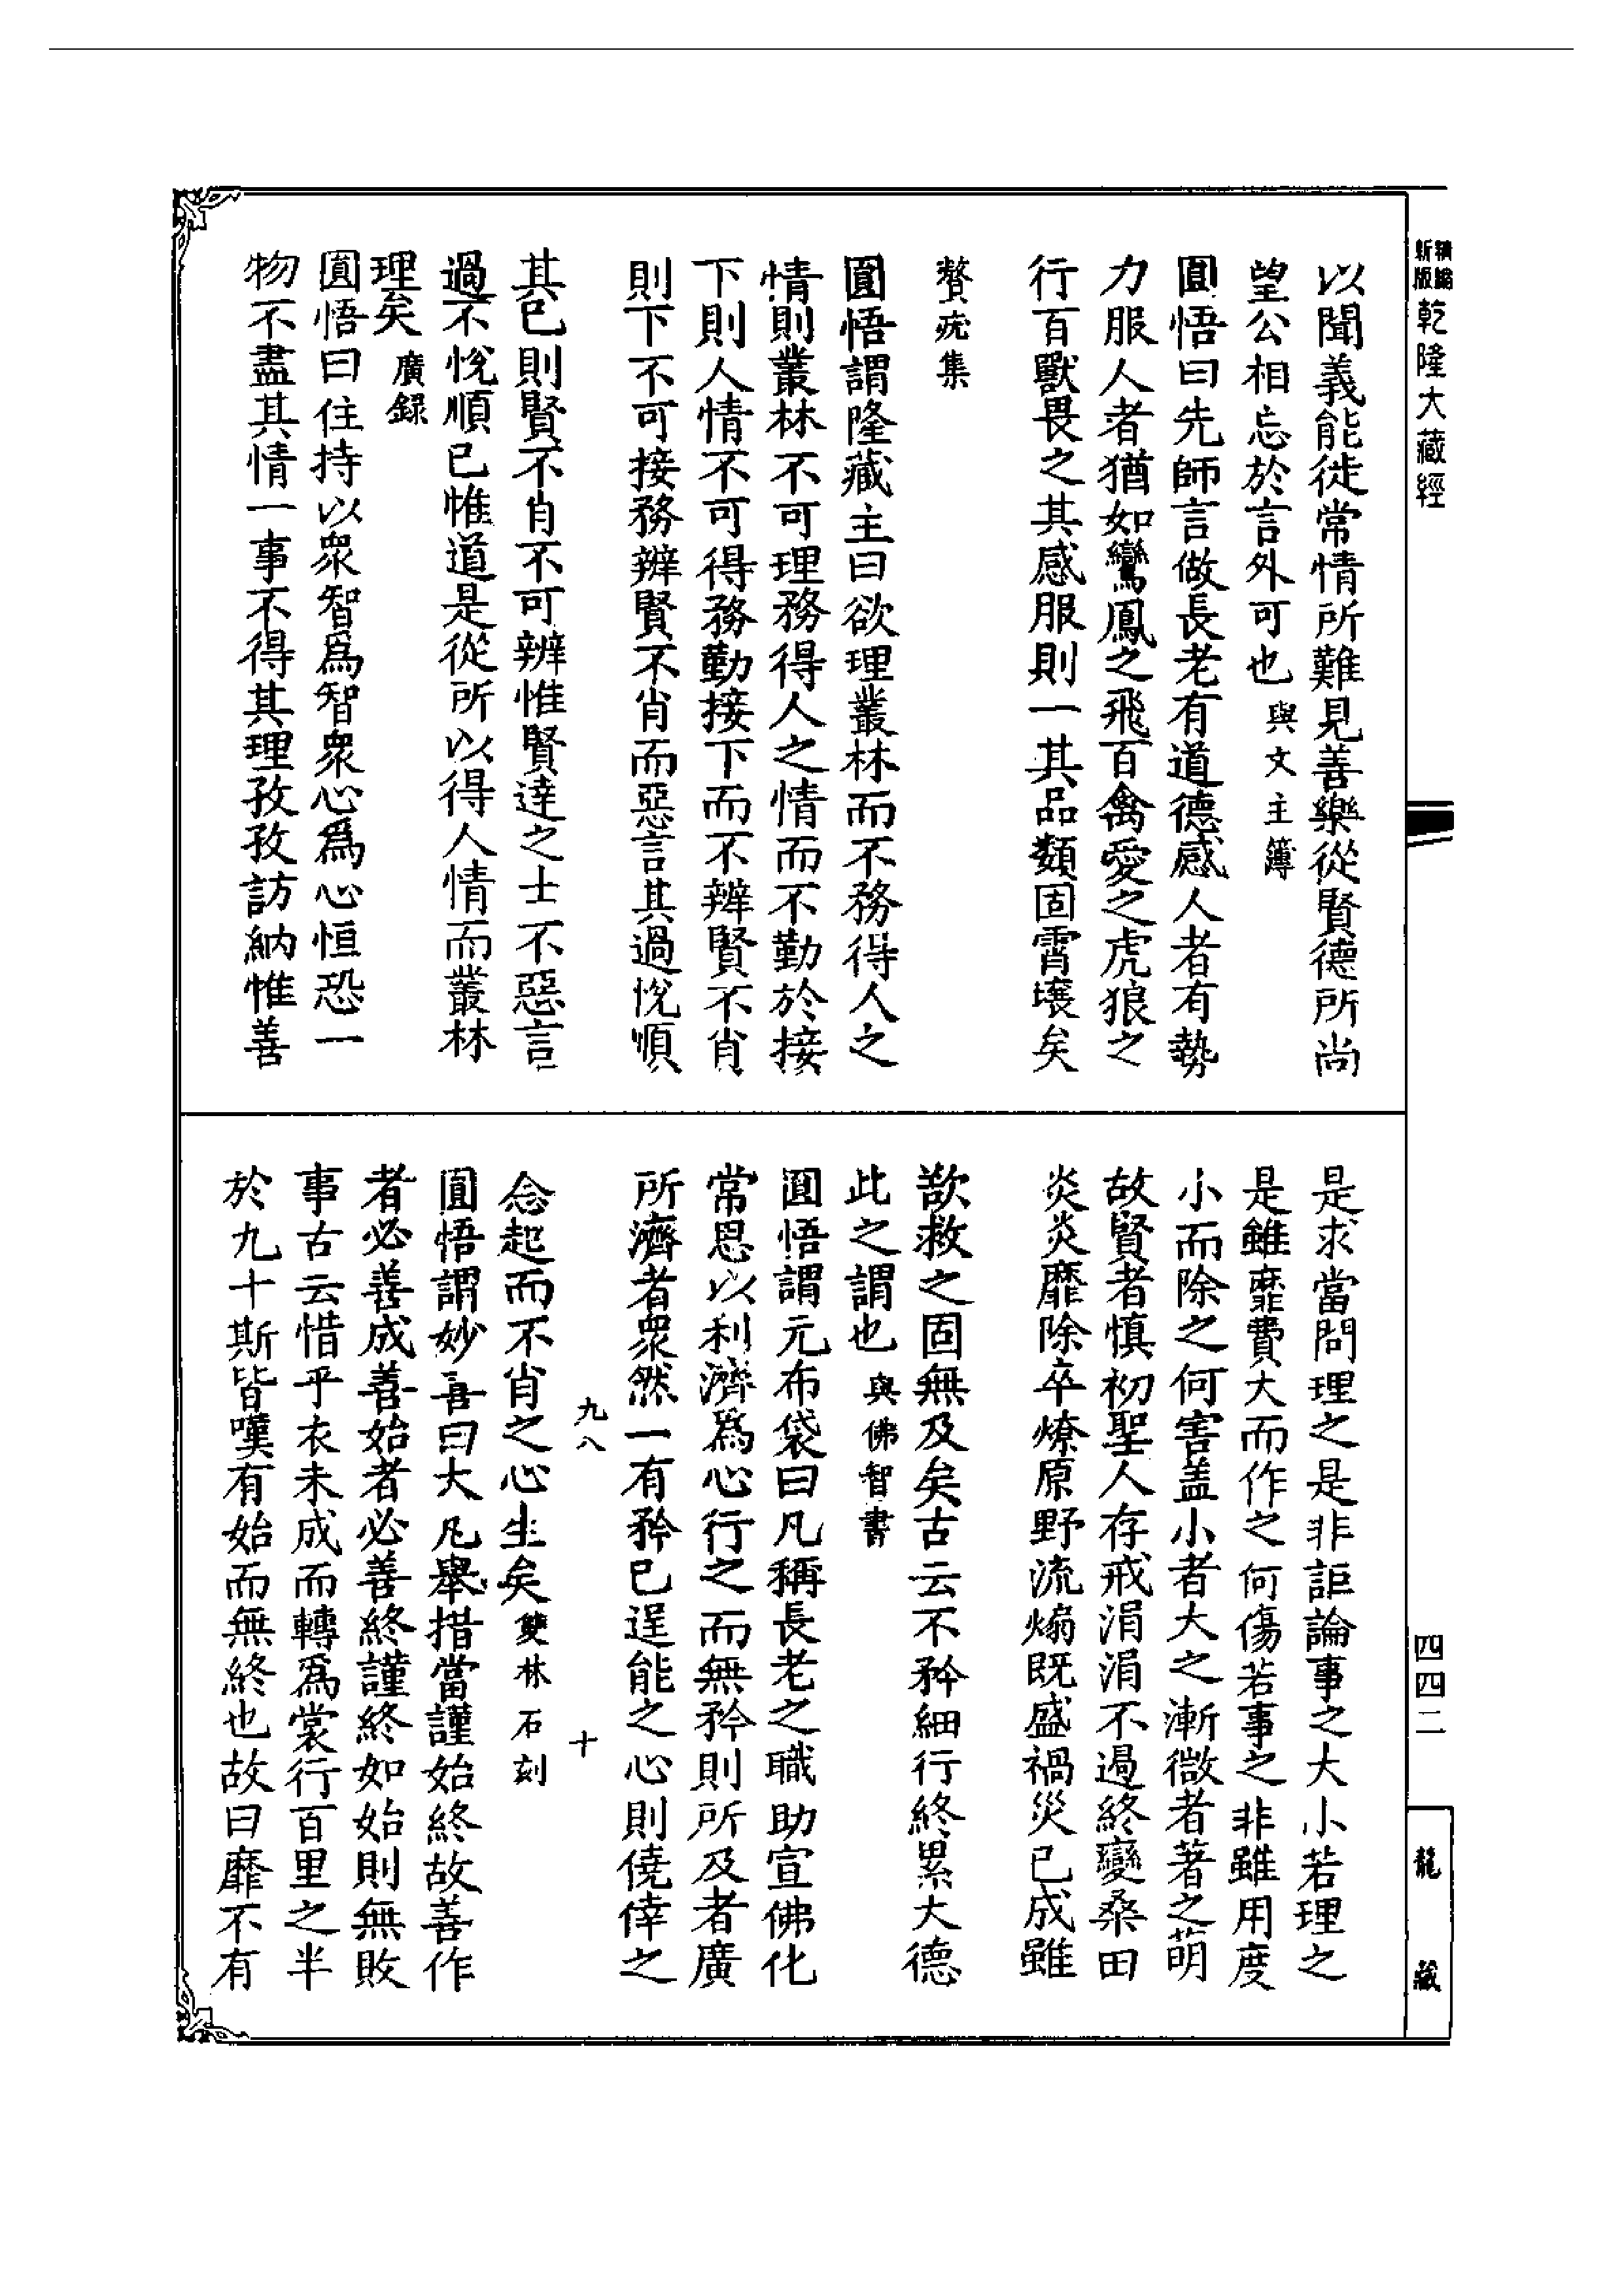 精縮新版乾隆大藏經
以聞義能徙常情所難見善樂從賢德所尚
望公相忘於言外可也與文主簿
圓悟曰先師言做長老有道德感人者有勢
力服人者猶如鸞鳳之飛百禽愛之虎狼之
行百獸畏之其感服則一其品類固霄壤矣
贅疣集
圓悟謂隆藏主曰欲理叢林而不務得人之
情則叢林不可理務得人之情而不勤於接
下則人情不可得務勤接下而不辨賢不肖
則下不可接務辨賢不肖而惡言其過悅順
其已則賢不肖不可辨惟賢達之士不惡言
過不悅順已惟道是從所以得人情而叢林
理矣廣録
圓悟曰住持以衆智爲智衆心爲心恒恐一
物不盡其情一事不得其理孜孜訪納惟善
是求當問理之是非詎論事之大小若理之
是雖靡費大而作之何傷若事之非雖用度
小而除之何害盖小者大之漸微者著之萌
故賢者慎初聖人存戒涓涓不過終變桑田
炎炎靡除卒燎原野流煽既盛禍災已成雖
欲救之固無及矣古云不矜細行終累大德
此之謂也與佛智書
圓悟謂元布袋曰凡稱長老之職助宣佛化
常思以利濟爲心行之而無矜則所及者廣
所濟者衆然一有矜已逞能之心則僥倖之
九八 十
念起而不肖之心生矣雙林石刻
圓悟謂妙喜曰大凡舉措當謹始終故善作
者必善成善始者必善終謹終如始則無敗
事古云惜乎衣未成而轉爲裳行百里之半
於九十斯皆嘆有始而無終也故曰靡不有
四四二
龍藏